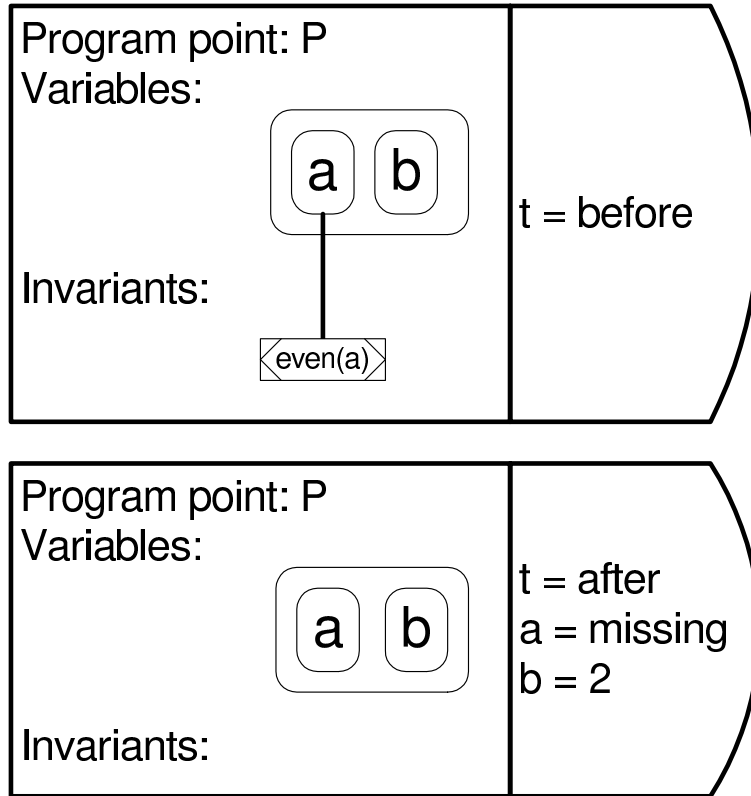 Program point: P
Variables:
a b
t = before
Invariants:
even(a)
Program point: P
Variables:
a b
t = after
a = missing
b = 2
Invariants: